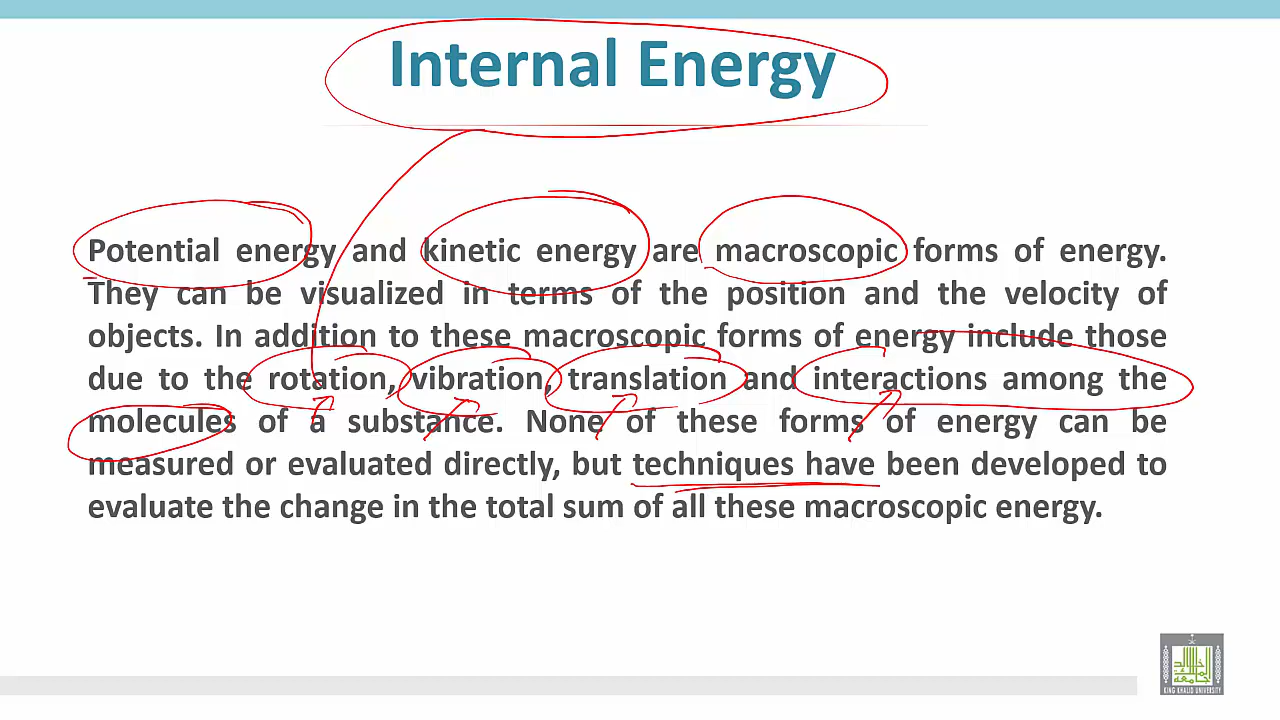 Internal Energy
Potential energy and kinetic energy are macroscopic forms of energy.
They can be visualized in terms of the position and the velocity of
objects. In addition to these macroscopic forms of energy include those
due to the rotation, vibration, translation and interactions among the
molecules of a substance. None of these forms of energy can be
measured or evaluated directly, but techniques have been developed to
evaluate the change in the total sum of all these macroscopic energy.
KING KHALID UNIVERSITY